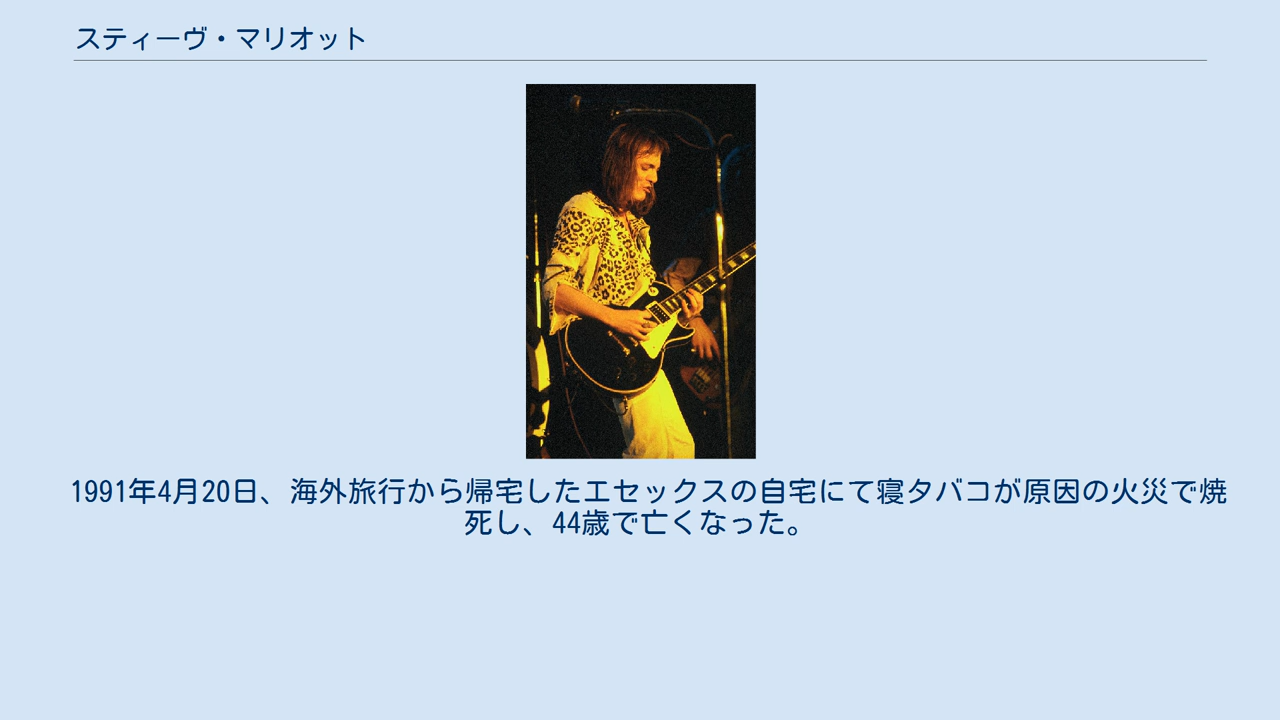 スティーヴ・マリオット
1991年4月20日、海外旅行から帰宅したエセックスの自宅にて寝タバコが原因の火災で焼
死し、44歳で亡くなった。